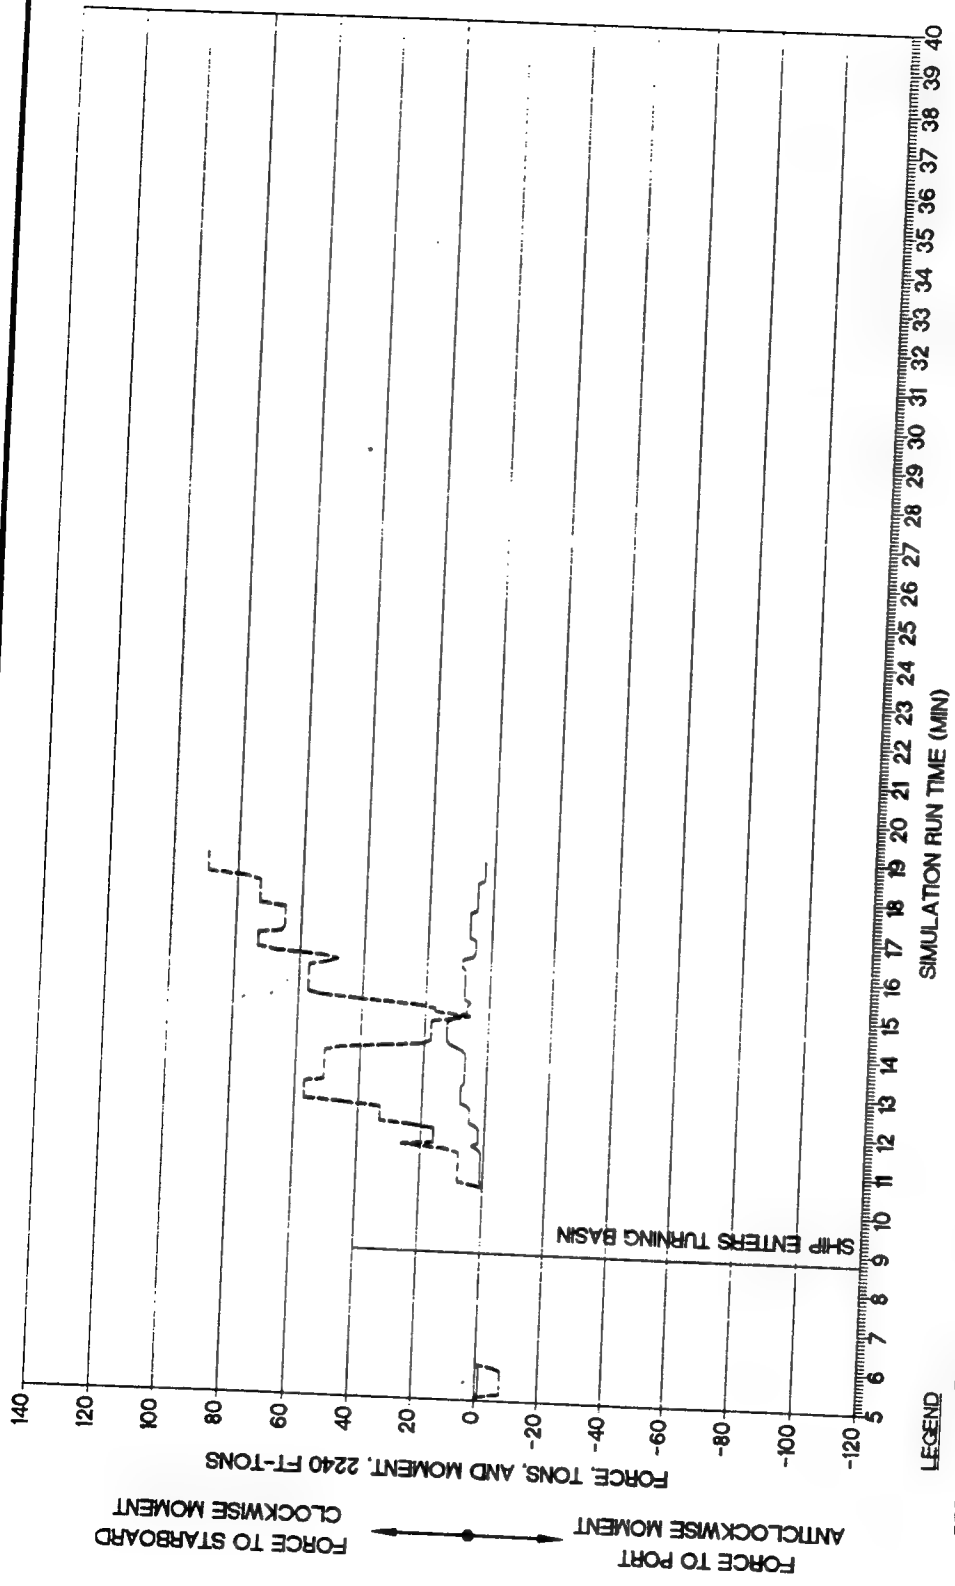 140
120
100
80
60
40
20
0
-20
-40
-60
-80
-100
-120
FORCE, TONS, AND MOMENT, 2240 FT-TONS
FORCE TO STARBOARD
CLOCKWISE MOMENT
FORCE TO PORT
ANTICLOCKWISE MOMENT
SHIP ENTERS TURNING BASIN
5 6 7 8 9 10 11 12 13 14 15 16 17 18 19 20 21 22 23 24 25 26 27 28 29 30 31 32 33 34 35 36 37 38 39 40
SIMULATION RUN TIME (MIN)
LEGEND